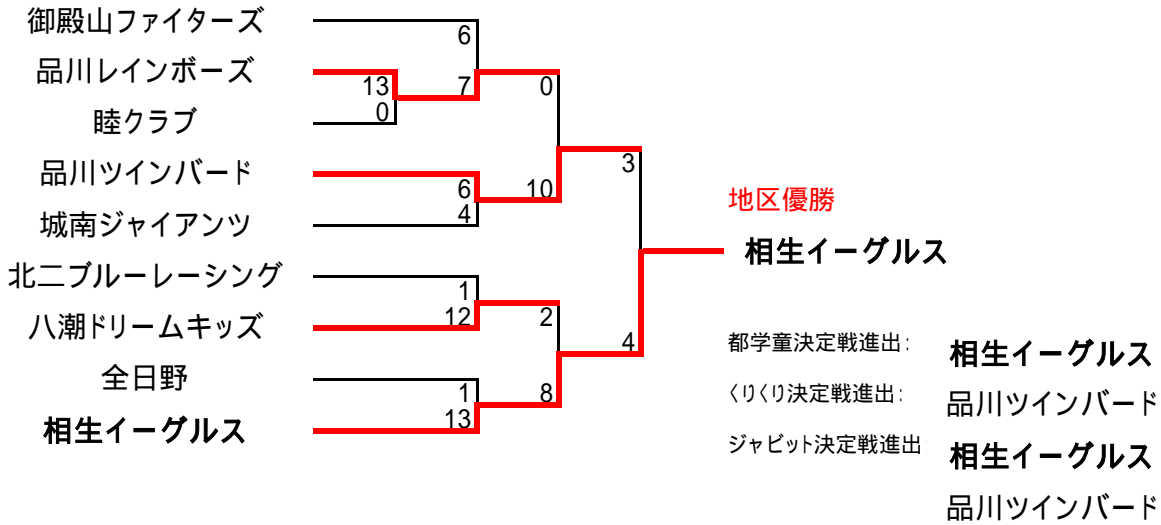 御殿山ファイターズ
6
品川レインボーズ
13
7
0
睦クラブ
0
品川ツインバード
6
10
3
城南ジャイアンツ
4
地区優勝
相生イーグルス
北二ブルーレーシング
1
八潮ドリームキッズ
12
2
4
全日野
1
8
相生イーグルス
13
都学童決定戦進出:
相生イーグルス
くりくり決定戦進出:
品川ツインバード
ジャビット決定戦進出:
相生イーグルス
品川ツインバード